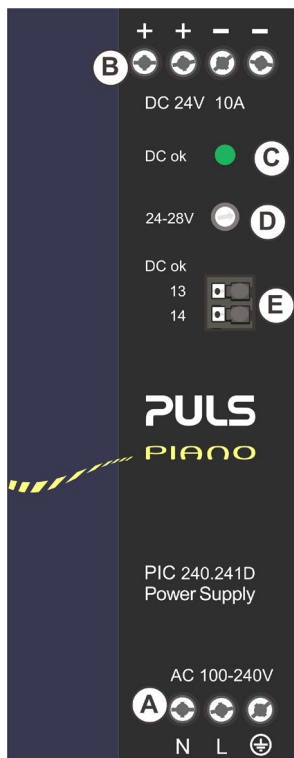 + + − −
B
DC 24V 10A
DC ok
C
24-28V
D
DC ok
13
E
14
PULS
PIANO
PIC 240.241D
Power Supply
AC 100-240V
A
N L